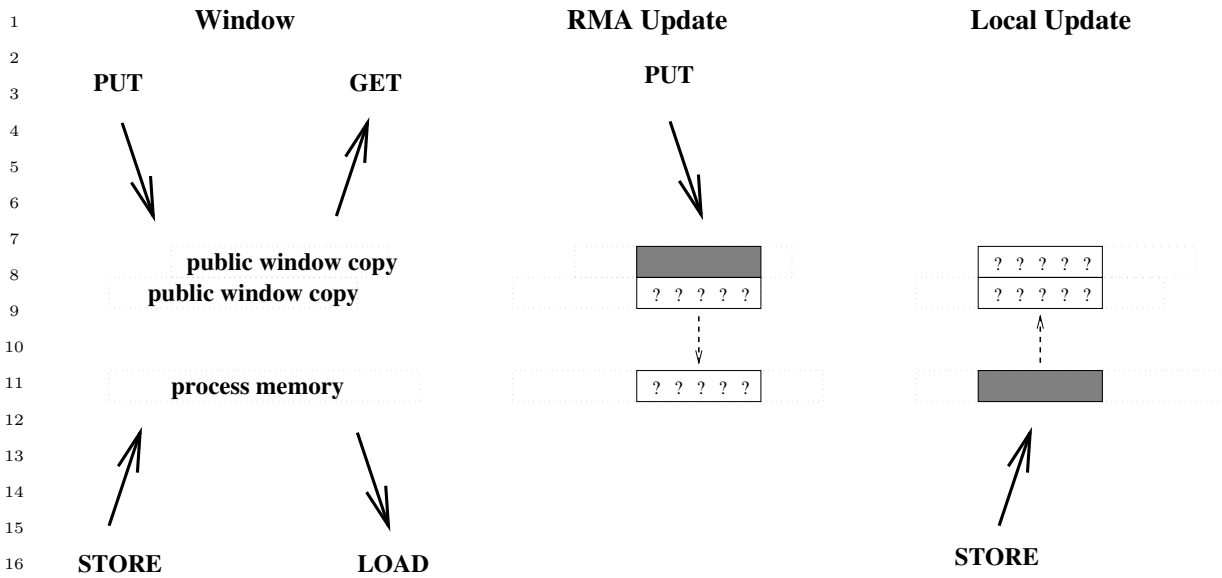 1 Window RMA Update Local Update
2
PUT GET PUT
3
4
5
6
7
public window copy ? ? ? ? ?
8
public window copy ? ? ? ? ? ? ? ? ? ?
9
10
11 process memory ? ? ? ? ?
12
13
14
15
16 STORE LOAD STORE